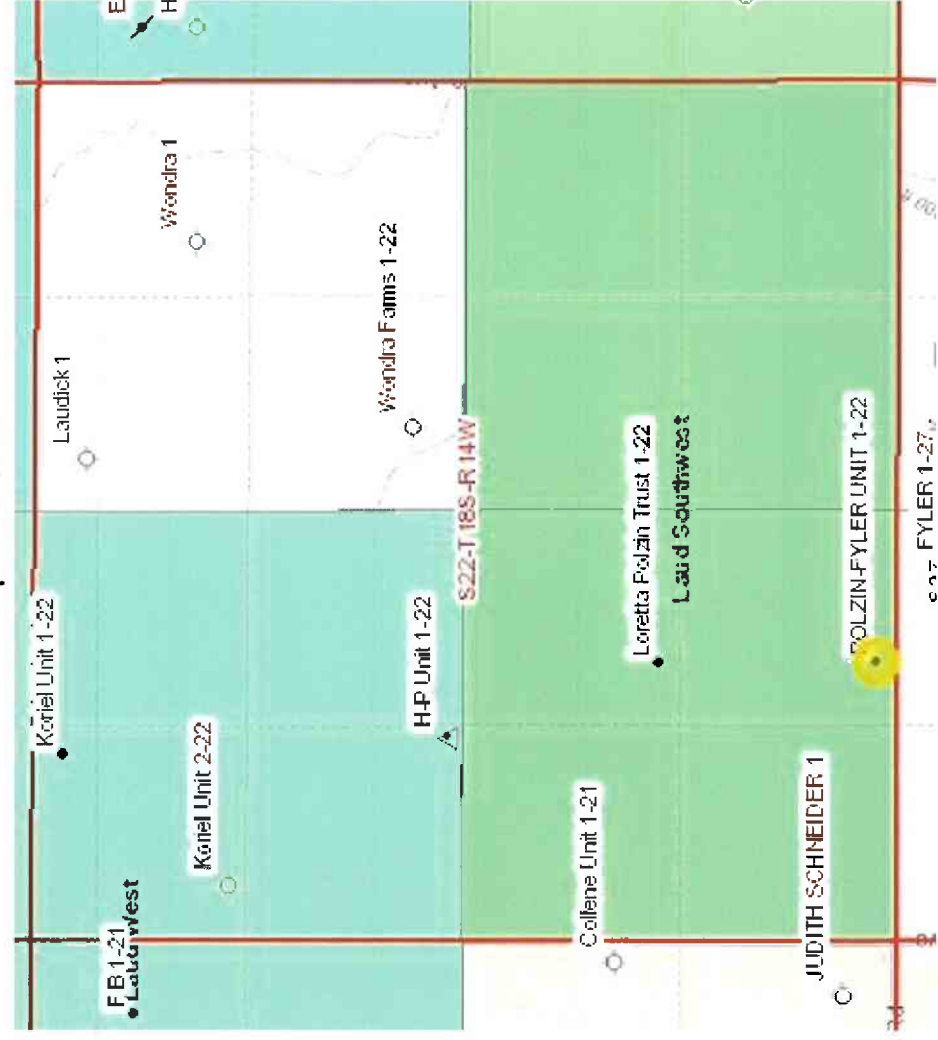 E
H
Wondra 1
Laudick 1
Wondra Farms 1-22
S22-T18S-R14W
Koriel Unit 1-22
Koriel Unit 2-22
H-P Unit 1-22
F B 1-21
Laud West
Loretta Polzin Trust 1-22
Laud Southwest
POLZIN-FYLER UNIT 1-22
Colfene Unit 1-21
JUDITH SCHNEIDER 1
FYLER 1-27